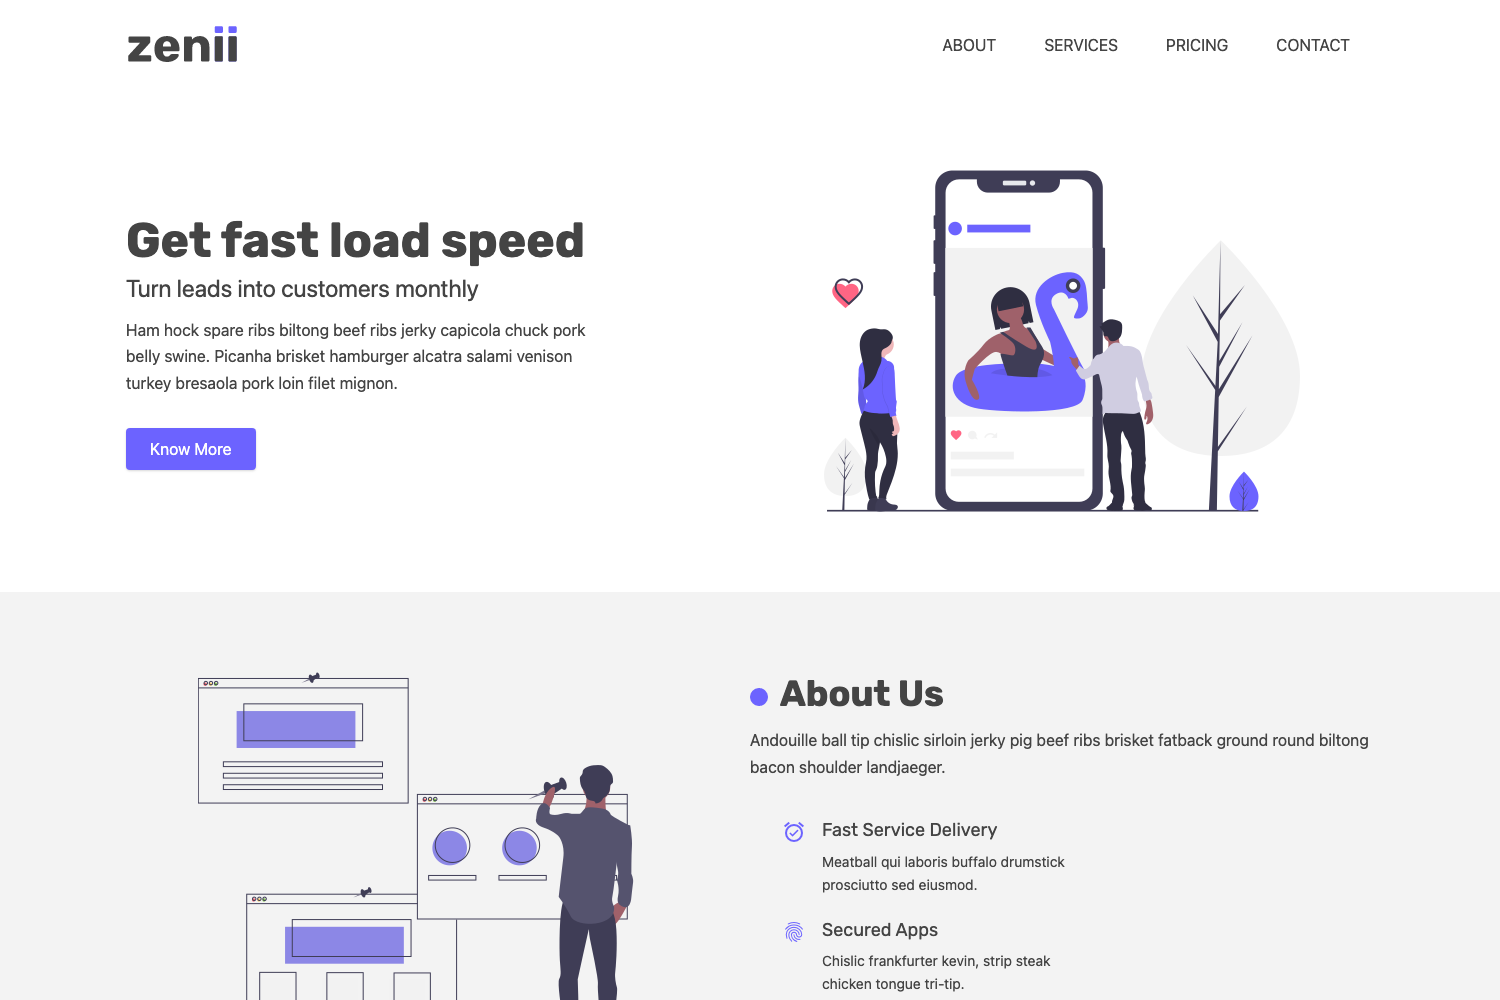 zenii
ABOUT SERVICES PRICING CONTACT
Get fast load speed
Turn leads into customers monthly
Ham hock spare ribs biltong beef ribs jerky capicola chuck pork
belly swine. Picanha brisket hamburger alcatra salami venison
turkey bresaola pork loin filet mignon.
Know More
About Us
Andouille ball tip chislic sirloin jerky pig beef ribs brisket fatback ground round biltong
bacon shoulder landjaeger.
Fast Service Delivery
Meatball qui laboris buffalo drumstick
prosciutto sed eiusmod.
Secured Apps
Chislic frankfurter kevin, strip steak
chicken tongue tri-tip.